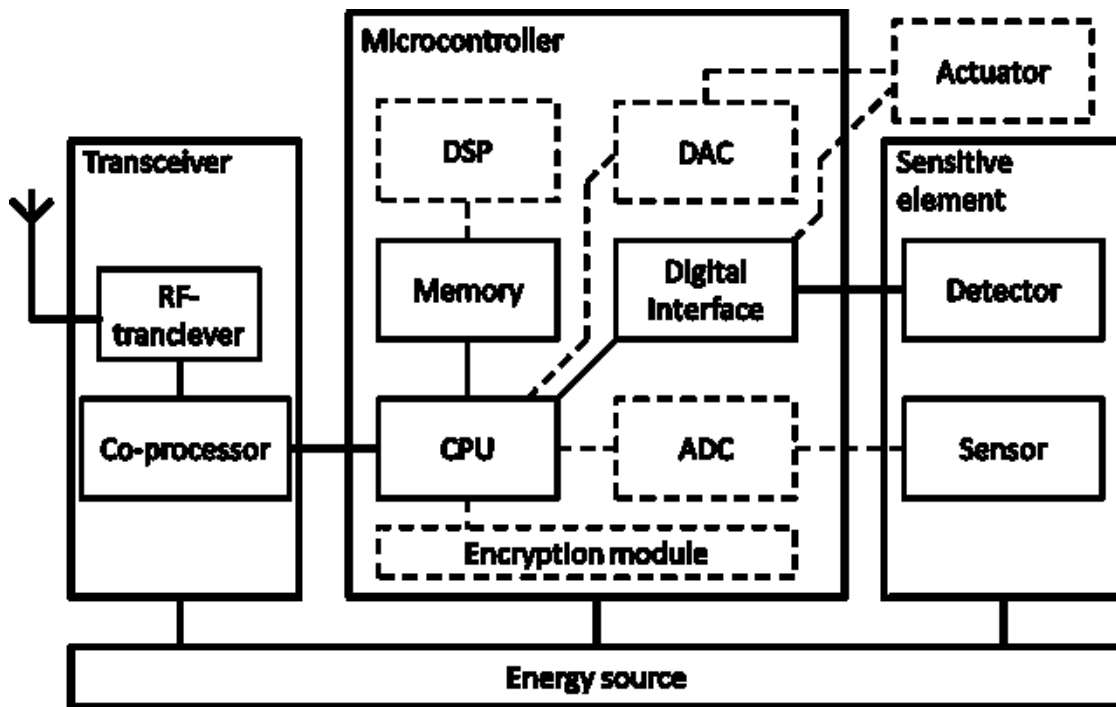 Microcontroller
Actuator
DSP
DAC
Transceiver
Sensitive
element
Memory
Digital
Interface
Detector
RF-
tranclever
Co-processor
CPU
ADC
Sensor
Encryption module
Energy source